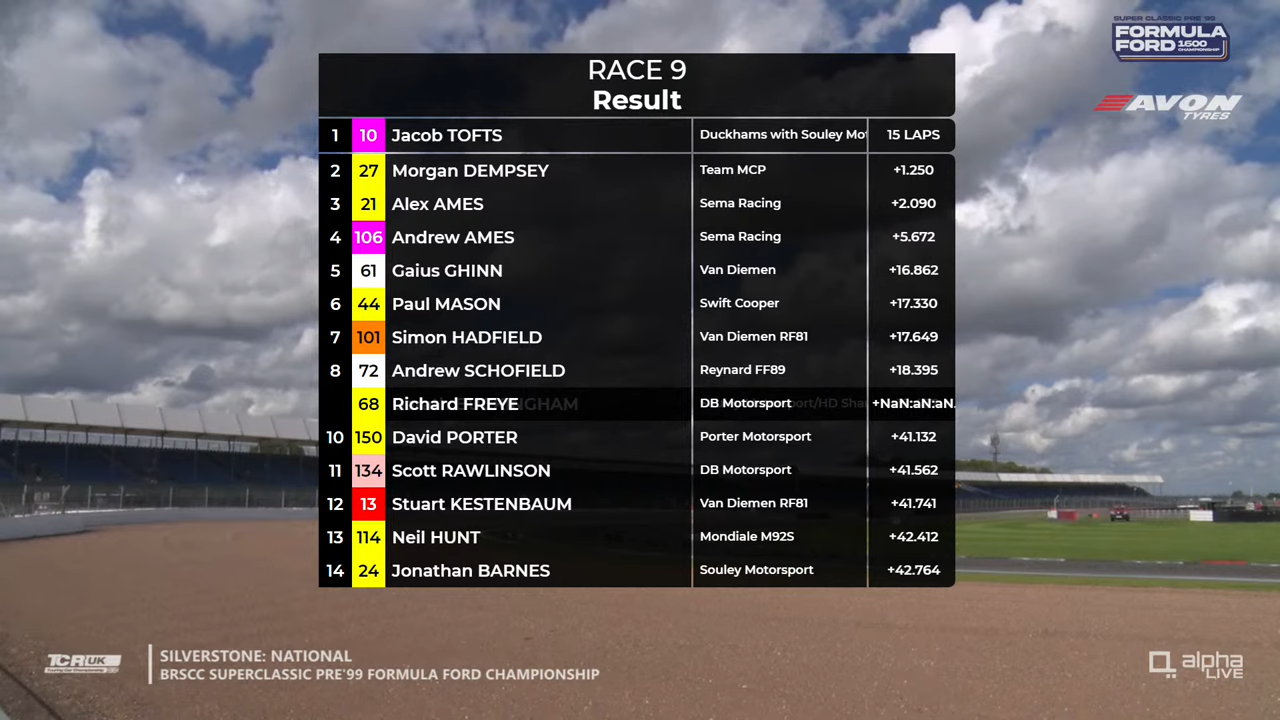 SUPER CLASSIC PRE 99
FORMULA
FORD 1600
CHAMPIONSHIP
AVON
TYRES
RACE 9
Result
1 10 Jacob TOFTS Duckhams with Souley Mot 15 LAPS
2 27 Morgan DEMPSEY Team MCP +1.250
3 21 Alex AMES Sema Racing +2.090
4 106 Andrew AMES Sema Racing +5.672
5 61 Gaius GHINN Van Diemen +16.862
6 44 Paul MASON Swift Cooper +17.330
7 101 Simon HADFIELD Van Diemen RF81 +17.649
8 72 Andrew SCHOFIELD Reynard FF89 +18.395
68 Richard FREYE DB Motorsport +NaN:aN:aN.
10 150 David PORTER Porter Motorsport +41.132
11 134 Scott RAWLINSON DB Motorsport +41.562
12 13 Stuart KESTENBAUM Van Diemen RF81 +41.741
13 114 Neil HUNT Mondiale M92S +42.412
14 24 Jonathan BARNES Souley Motorsport +42.764
TCR UK
SILVERSTONE: NATIONAL
BRSCC SUPERCLASSIC PRE'99 FORMULA FORD CHAMPIONSHIP
alpha
LIVE